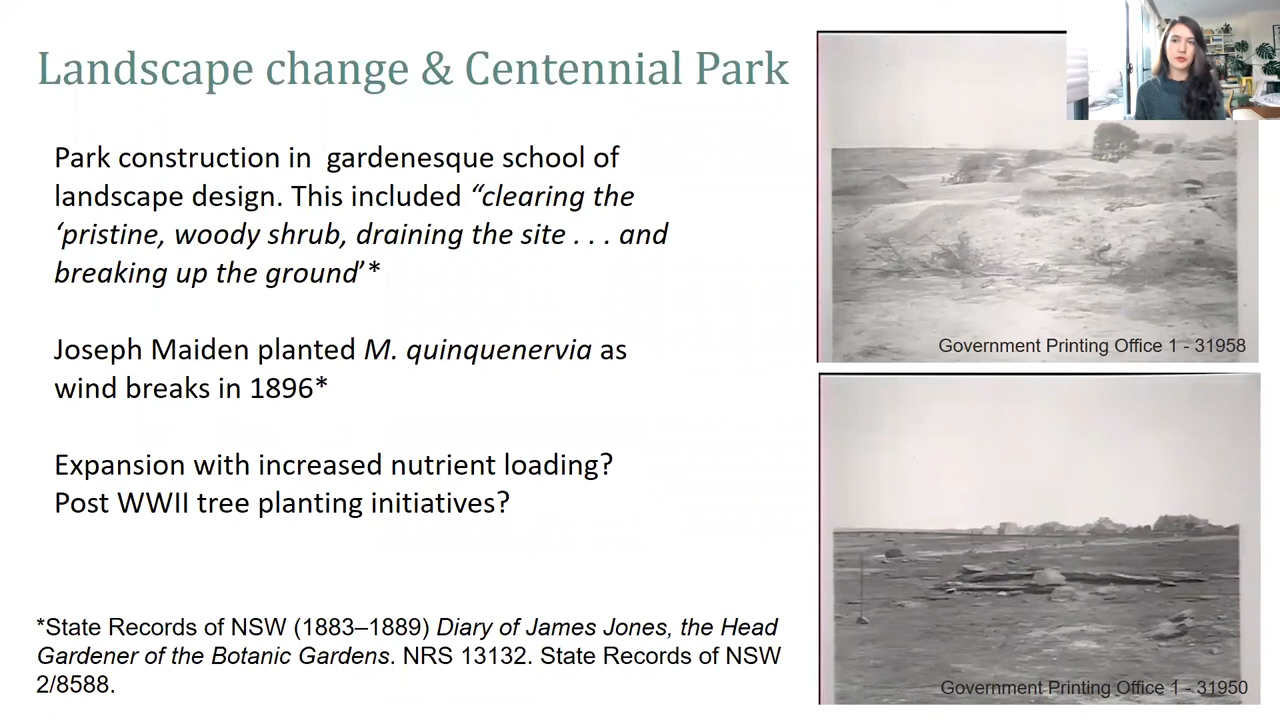 Landscape change & Centennial Park
Park construction in gardenesque school of
landscape design. This included “clearing the
‘pristine, woody shrub, draining the site . . . and
breaking up the ground’*
Joseph Maiden planted M. quinquenervia as
wind breaks in 1896*
Expansion with increased nutrient loading?
Post WWII tree planting initiatives?
*State Records of NSW (1883–1889) Diary of James Jones, the Head
Gardener of the Botanic Gardens. NRS 13132. State Records of NSW
2/8588.
Government Printing Office 1 - 31958
Government Printing Office 1 - 31950